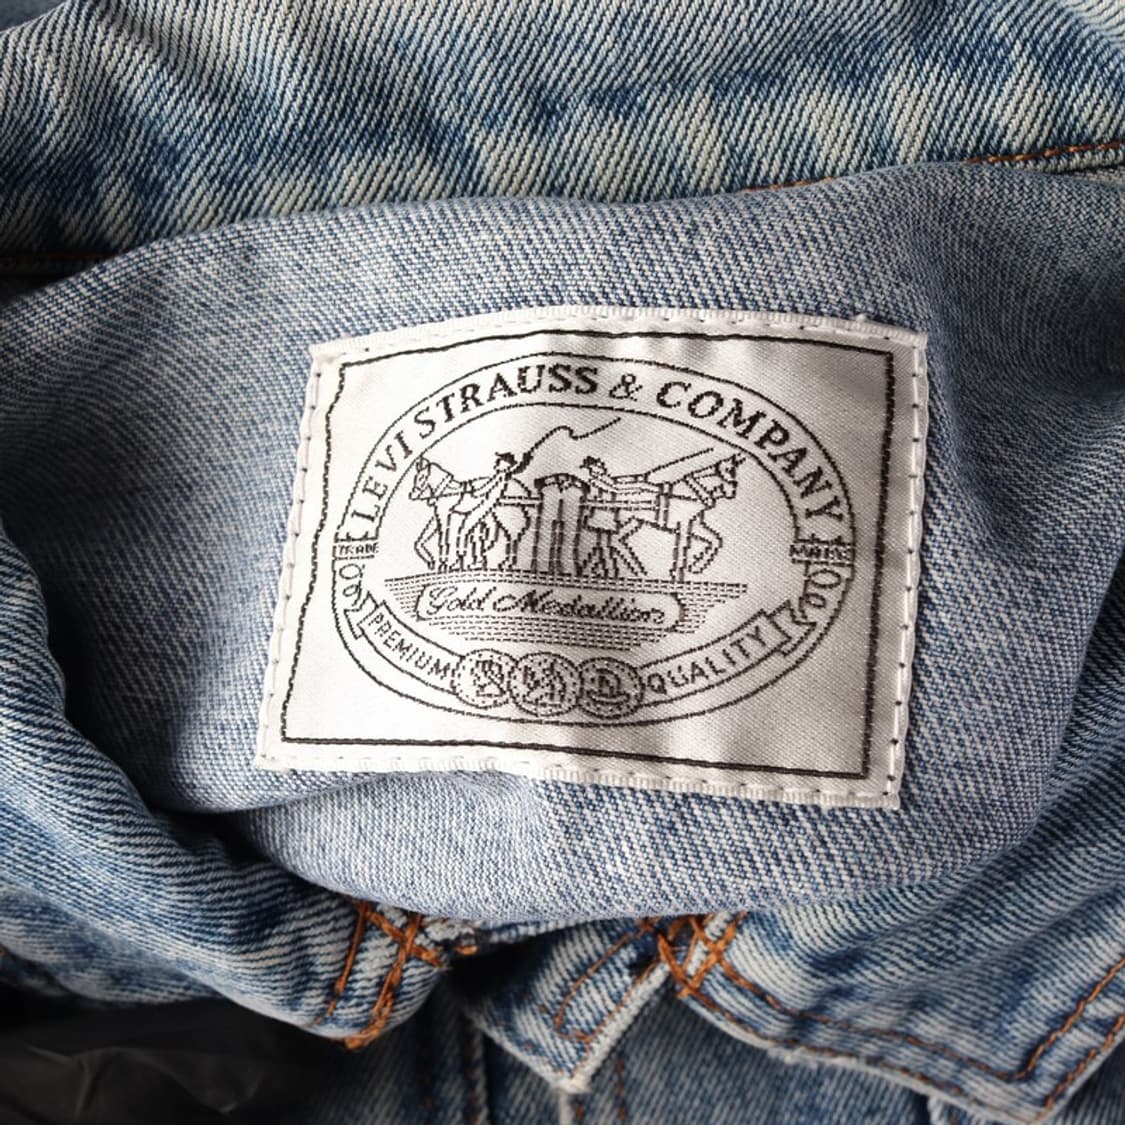 LEVI STRAUSS & COMPANY
TRADE MARK
Gold Medallion
PREMIUM QUALITY